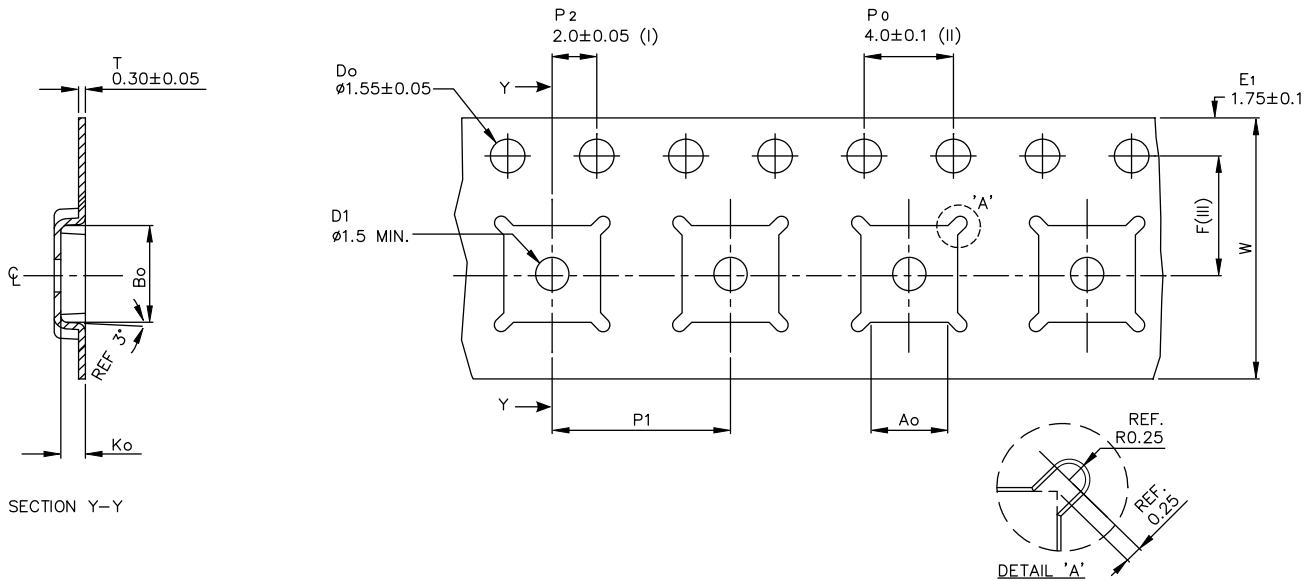 T
0.30±0.05
Do
ø1.55±0.05
P2
2.0±0.05 (I)
Po
4.0±0.1 (II)
E1
1.75±0.1
Y
D1
ø1.5 MIN.
'A'
F(III)
W
Bo
REF 3°
Ko
Y
P1
Ao
SECTION Y-Y
REF.
R0.25
REF.
0.25
DETAIL 'A'